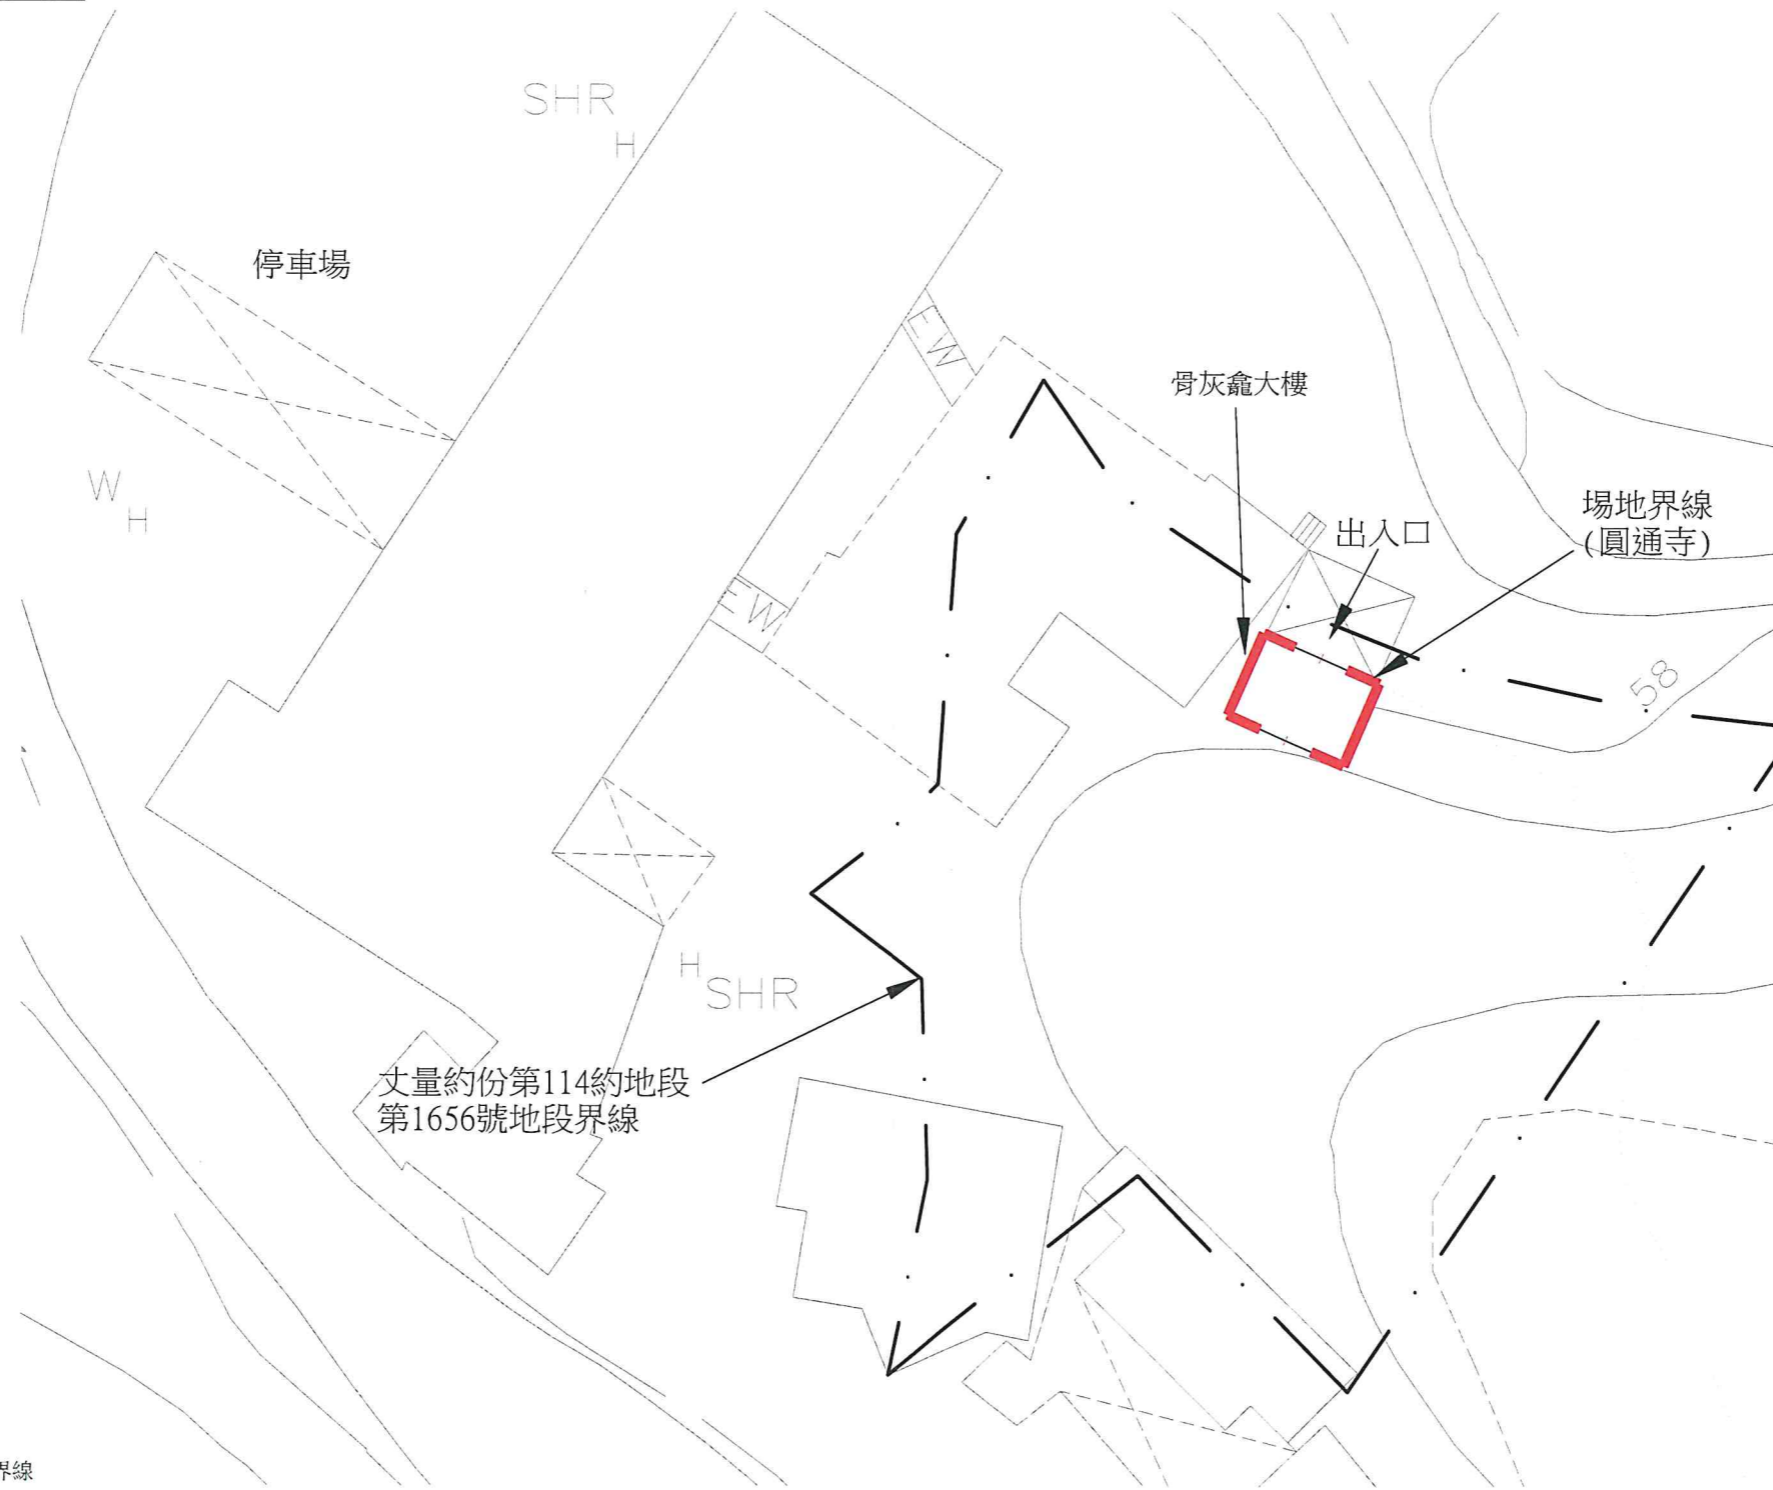 SHR
H
停車場
EW
骨灰龕大樓
W
H
出入口
場地界線
(圓通寺)
EW
58
H
SHR
丈量約份第114約地段
第1656號地段界線
界線